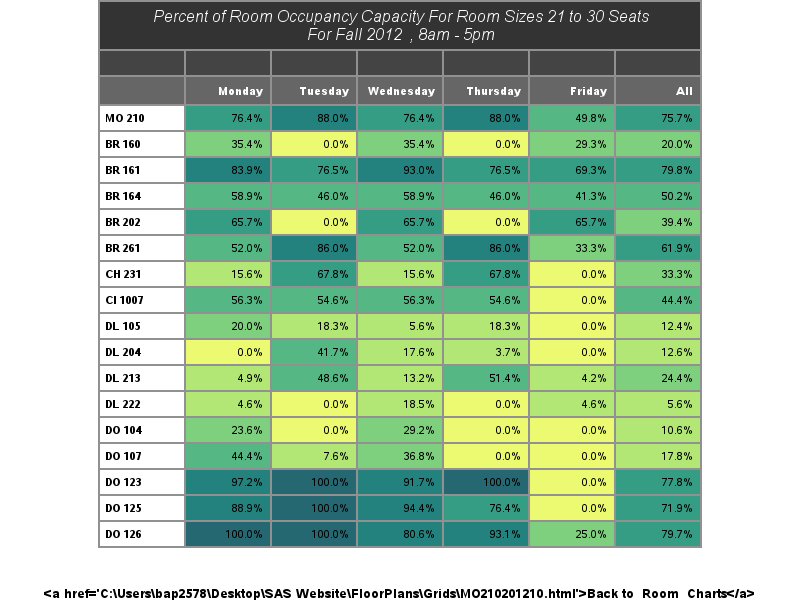 Percent of Room Occupancy Capacity For Room Sizes 21 to 30 Seats
For Fall 2012 , 8am - 5pm
Monday Tuesday Wednesday Thursday Friday All
MO 210 76.4% 88.0% 76.4% 88.0% 49.8% 75.7%
BR 160 35.4% 0.0% 35.4% 0.0% 29.3% 20.0%
BR 161 83.9% 76.5% 93.0% 76.5% 69.3% 79.8%
BR 164 58.9% 46.0% 58.9% 46.0% 41.3% 50.2%
BR 202 65.7% 0.0% 65.7% 0.0% 65.7% 39.4%
BR 261 52.0% 86.0% 52.0% 86.0% 33.3% 61.9%
CH 231 15.6% 67.8% 15.6% 67.8% 0.0% 33.3%
CI 1007 56.3% 54.6% 56.3% 54.6% 0.0% 44.4%
DL 105 20.0% 18.3% 5.6% 18.3% 0.0% 12.4%
DL 204 0.0% 41.7% 17.6% 3.7% 0.0% 12.6%
DL 213 4.9% 48.6% 13.2% 51.4% 4.2% 24.4%
DL 222 4.6% 0.0% 18.5% 0.0% 4.6% 5.6%
DO 104 23.6% 0.0% 29.2% 0.0% 0.0% 10.6%
DO 107 44.4% 7.6% 36.8% 0.0% 0.0% 17.8%
DO 123 97.2% 100.0% 91.7% 100.0% 0.0% 77.8%
DO 125 88.9% 100.0% 94.4% 76.4% 0.0% 71.9%
DO 126 100.0% 100.0% 80.6% 93.1% 25.0% 79.7%
<a href='C:\Users\bap2578\Desktop\SAS Website\FloorPlans\Grids\MO210201210.html'>Back to Room Charts</a>